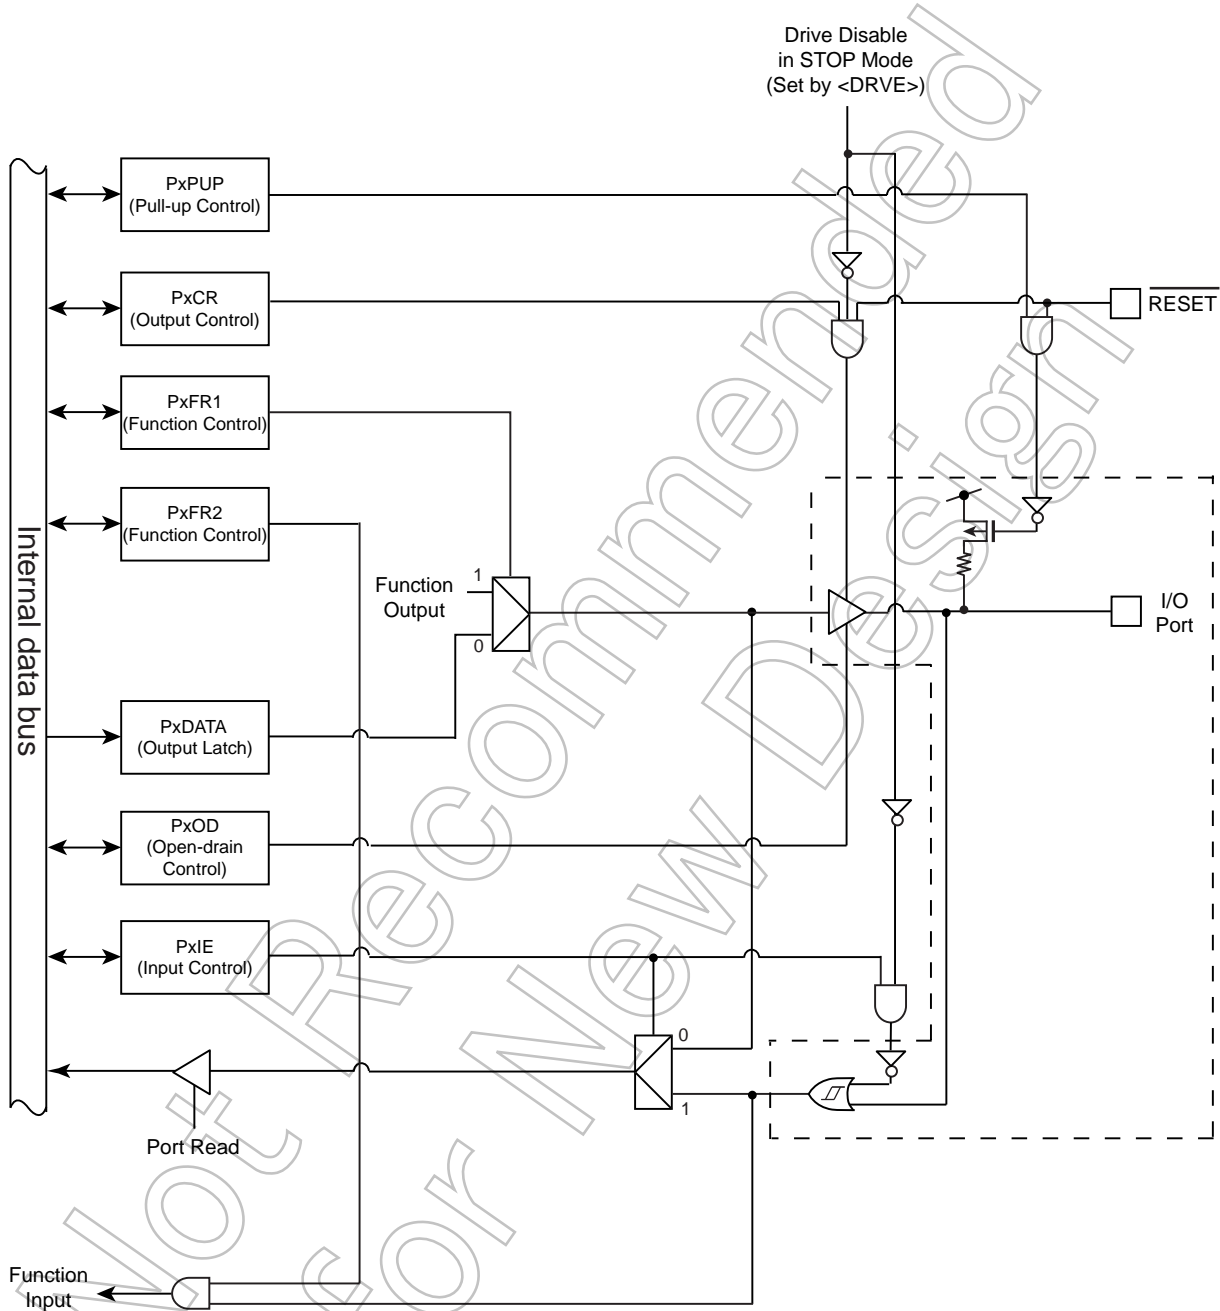 Drive Disable
in STOP Mode
(Set by <DRVE>)
PxPUP
(Pull-up Control)
PxCR
(Output Control)
RESET
PxFR1
(Function Control)
PxFR2
(Function Control)
Internal data bus
Function
Output
1
0
I/O
Port
PxDATA
(Output Latch)
PxOD
(Open-drain
Control)
PxIE
(Input Control)
0
1
Port Read
Function
Input
Not Recommended
for New Design